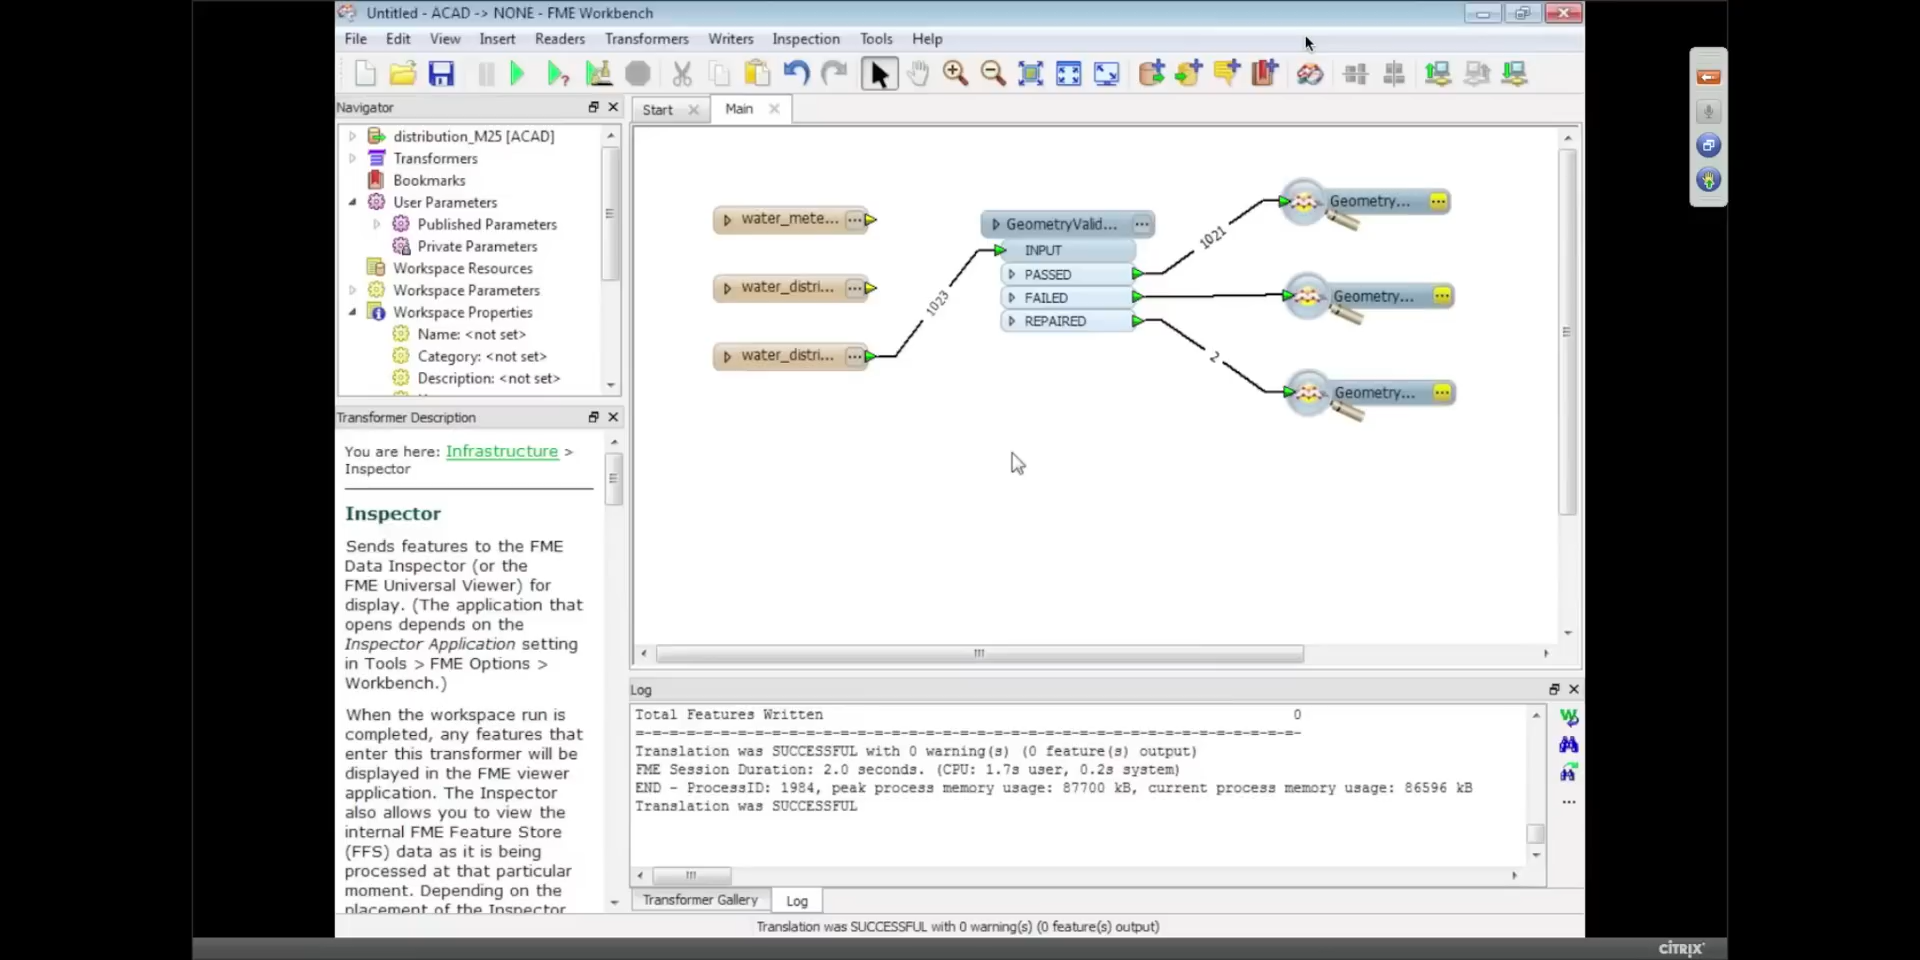 Untitled - ACAD -> NONE - FME Workbench
File Edit View Insert Readers Transformers Writers Inspection Tools Help
Navigator
distribution_M25 [ACAD]
Transformers
Bookmarks
User Parameters
Published Parameters
Private Parameters
Workspace Resources
Workspace Parameters
Workspace Properties
Name: <not set>
Category: <not set>
Description: <not set>
Transformer Description
You are here: Infrastructure >
Inspector
Inspector
Sends features to the FME
Data Inspector (or the
FME Universal Viewer) for
display. (The application that
opens depends on the
Inspector Application setting
in Tools > FME Options >
Workbench.)
When the workspace run is
completed, any features that
enter this transformer will be
displayed in the FME viewer
application. The Inspector
also allows you to view the
internal FME Feature Store
(FFS) data as it is being
processed at that particular
moment. Depending on the
placement of the Inspector
Start Main
water_mete...
water_distri...
water_distri...
1023
GeometryValid...
INPUT
PASSED
FAILED
REPAIRED
1021
2
Geometry...
Geometry...
Geometry...
Log
Total Features Written 0
=-=-=-=-=-=-=-=-=-=-=-=-=-=-=-=-=-=-=-=-=-=-=-=-=-=-=-=-=-=-=-=-=-=-=-=-=-=-
Translation was SUCCESSFUL with 0 warning(s) (0 feature(s) output)
FME Session Duration: 2.0 seconds. (CPU: 1.7s user, 0.2s system)
END - ProcessID: 1984, peak process memory usage: 87700 kB, current process memory usage: 86596 kB
Translation was SUCCESSFUL
Transformer Gallery Log
Translation was SUCCESSFUL with 0 warning(s) (0 feature(s) output)
CITRIX